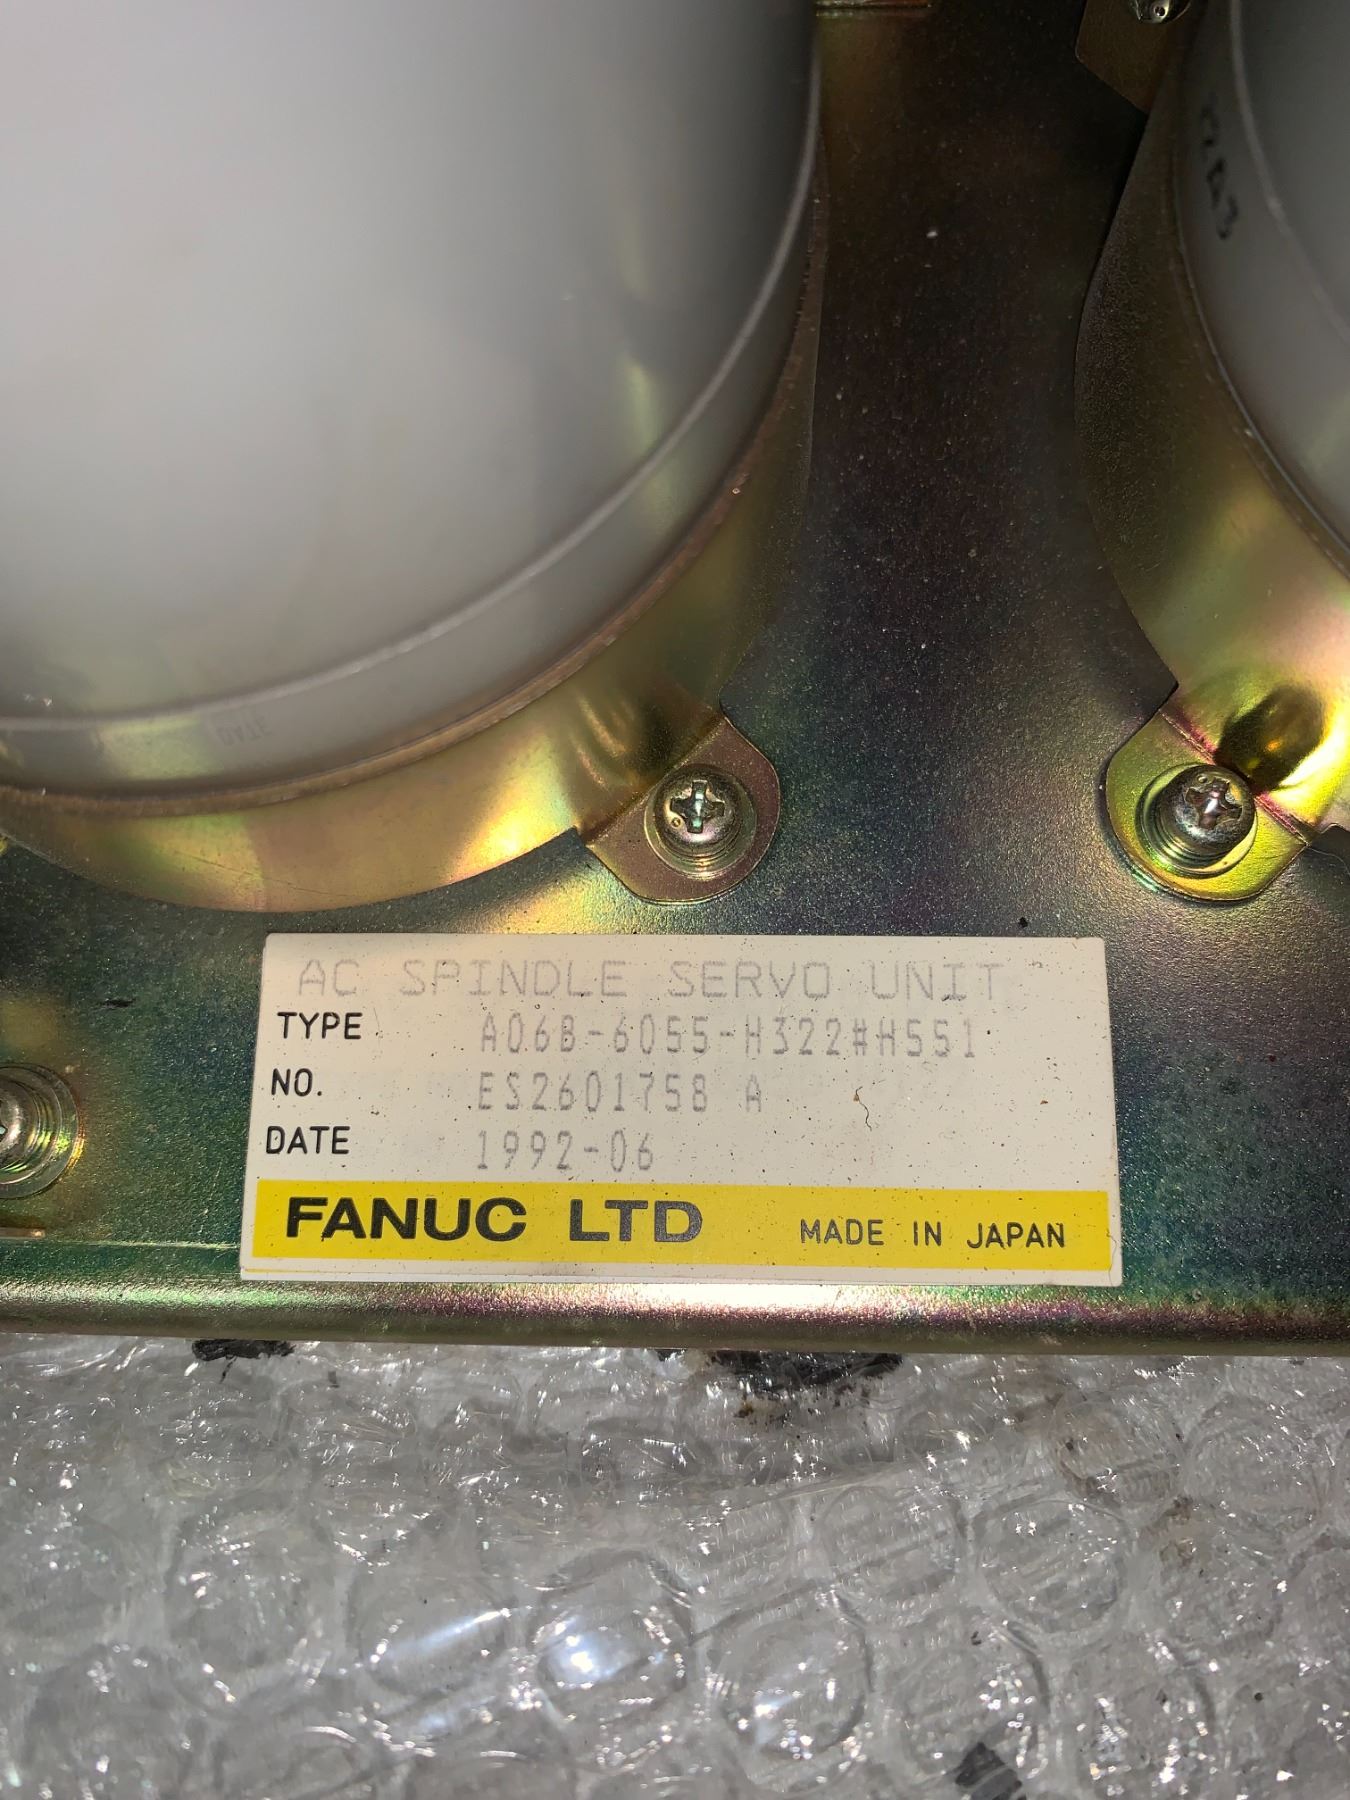 AC SPINDLE SERVO UNIT
TYPE A06B-6055-H322#H551
NO. ES2601758 A
DATE 1992-06
FANUC LTD MADE IN JAPAN